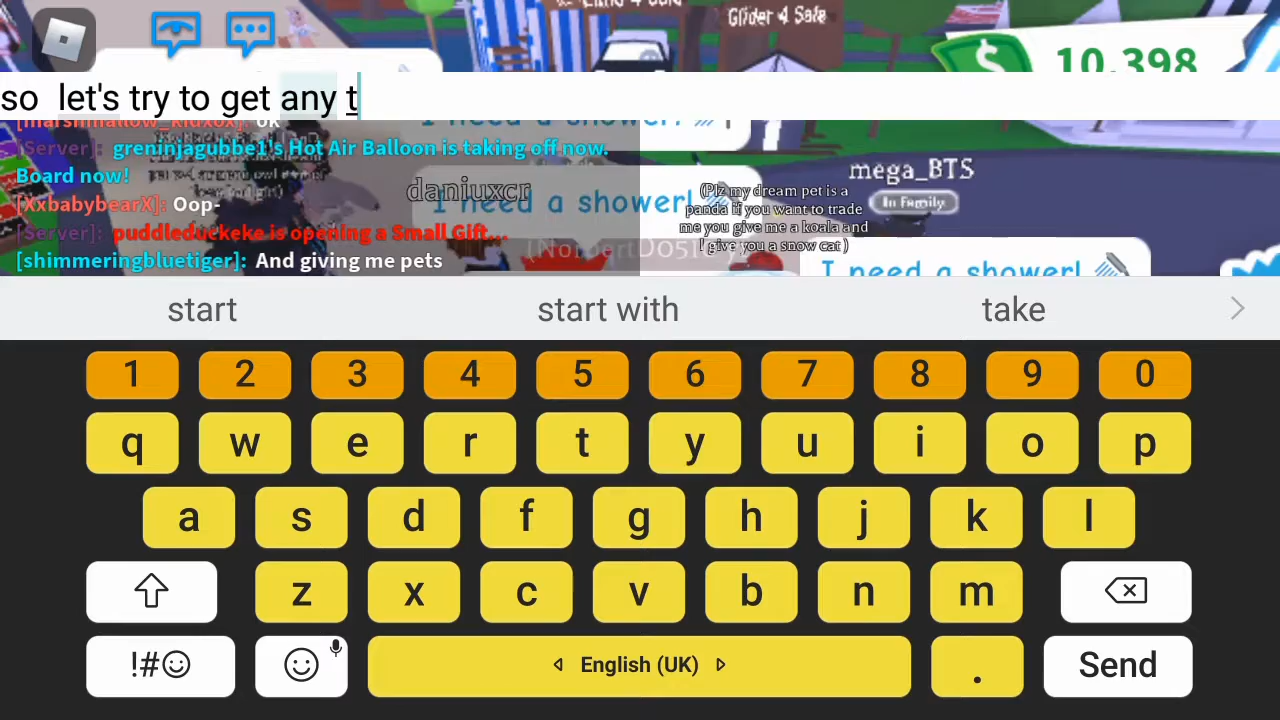 Glider 4 Sale
10,398
so  let's try to get any t
[marshmallow_kidxox]: ok
[Server]: greninjagubbe1's Hot Air Balloon is taking off now.
Board now!
[XxbabybearX]: Oop-
[Server]: puddleduckeke is opening a Small Gift...
[shimmeringbluetiger]: And giving me pets
daniuxcr
I need a shower!
I need a shower!
mega_BTS
In Family
(Plz my dream pet is a
panda if you want to trade
me you give me a koala and
I give you a snow cat )
I need a shower!
start
start with
take
1 2 3 4 5 6 7 8 9 0
q w e r t y u i o p
a s d f g h j k l
z x c v b n m
!#
English (UK)
.
Send